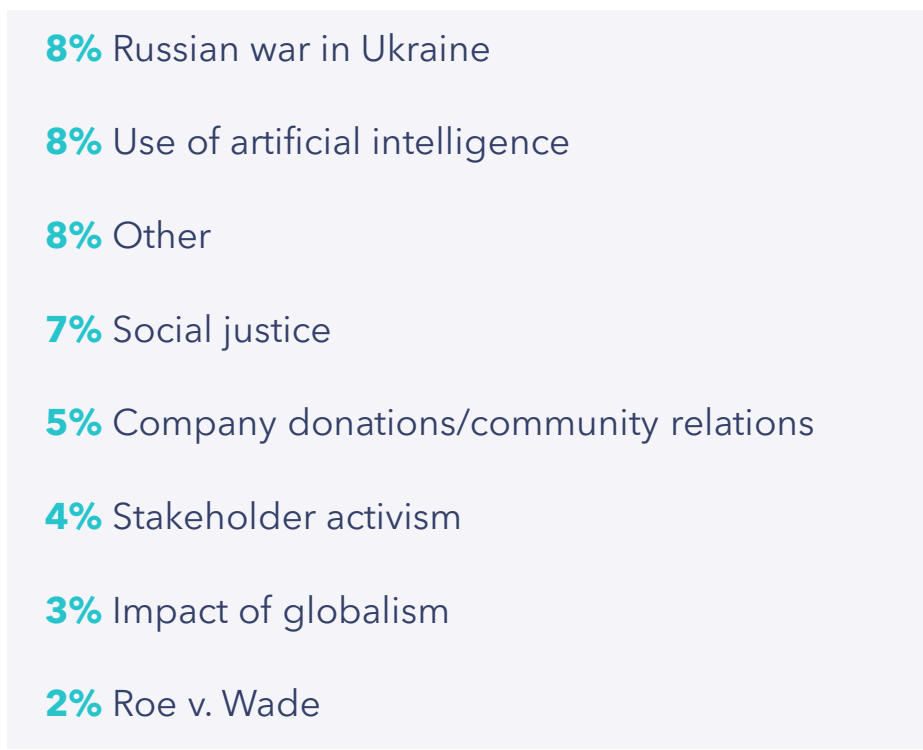 8% Russian war in Ukraine
8% Use of artificial intelligence
8% Other
7% Social justice
5% Company donations/community relations
4% Stakeholder activism
3% Impact of globalism
2% Roe v. Wade